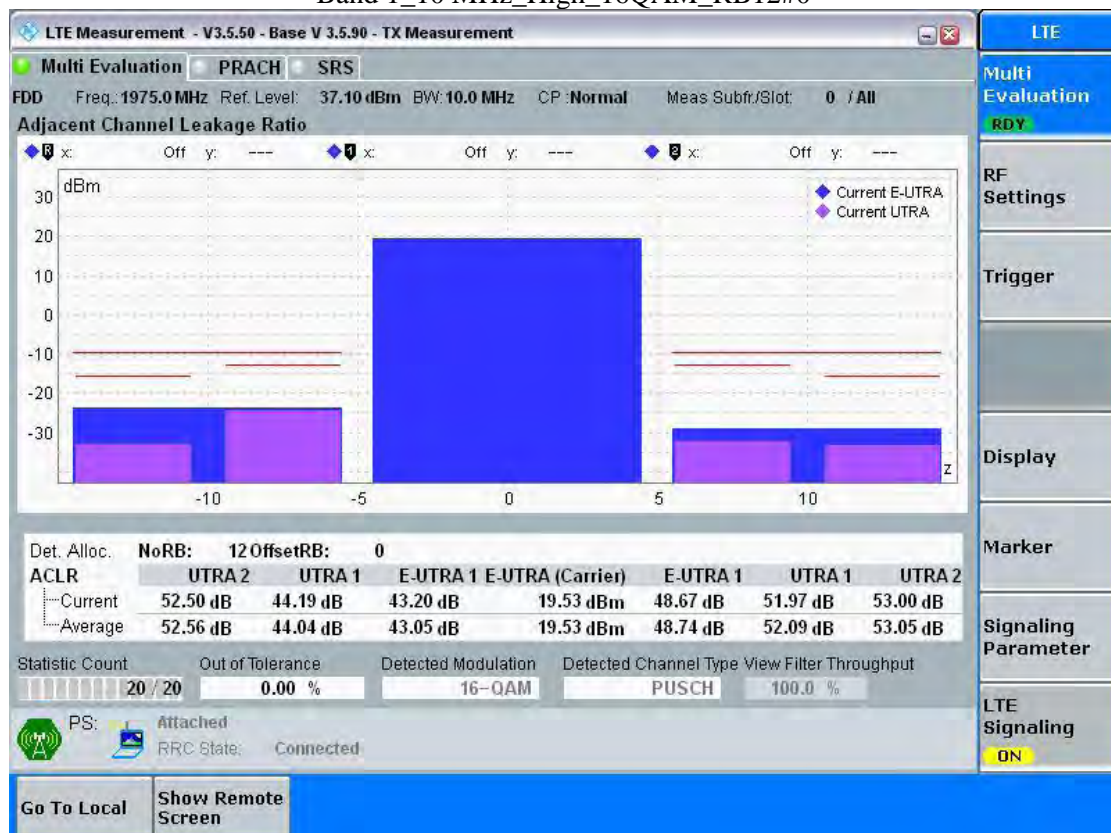 Band 1_10 MHz_High_16QAM_RB12#0
LTE Measurement - V3.5.50 - Base V 3.5.90 - TX Measurement
LTE
Multi Evaluation PRACH SRS
Multi Evaluation
RDY
FDD Freq.: 1975.0 MHz Ref. Level: 37.10 dBm BW: 10.0 MHz CP :Normal Meas Subfr./Slot: 0 / All
Adjacent Channel Leakage Ratio
R x: Off y: --- 1 x: Off y: --- 2 x: Off y: ---
dBm
Current E-UTRA
Current UTRA
30
20
10
0
-10
-20
-30
z
-10 -5 0 5 10
RF Settings
Trigger
Display
Marker
Signaling Parameter
LTE Signaling
ON
Det. Alloc. NoRB: 12 OffsetRB: 0
ACLR UTRA 2 UTRA 1 E-UTRA 1 E-UTRA (Carrier) E-UTRA 1 UTRA 1 UTRA 2
Current 52.50 dB 44.19 dB 43.20 dB 19.53 dBm 48.67 dB 51.97 dB 53.00 dB
Average 52.56 dB 44.04 dB 43.05 dB 19.53 dBm 48.74 dB 52.09 dB 53.05 dB
Statistic Count Out of Tolerance Detected Modulation Detected Channel Type View Filter Throughput
20 / 20 0.00 % 16-QAM PUSCH 100.0 %
PS: Attached
RRC State: Connected
Go To Local
Show Remote Screen